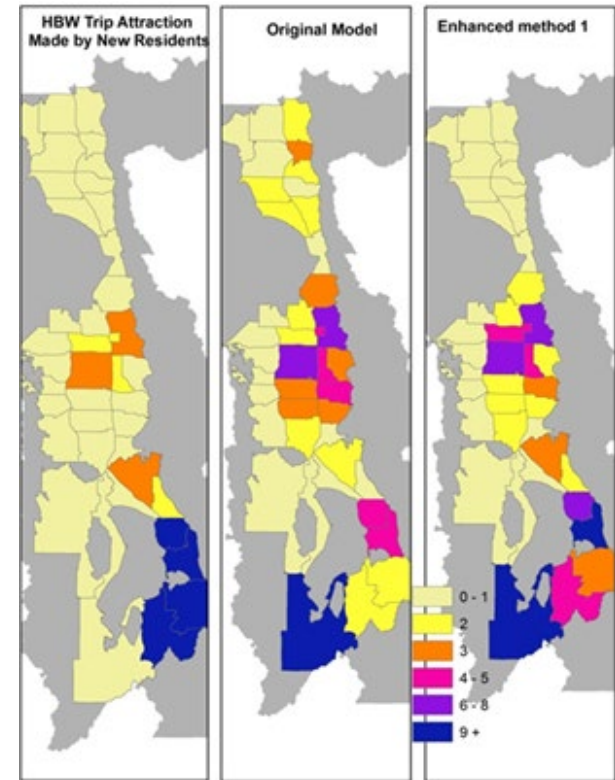 HBW Trip Attraction
Made by New Residents
Original Model
Enhanced method 1
0 - 1
2
3
4 - 5
6 - 8
9 +